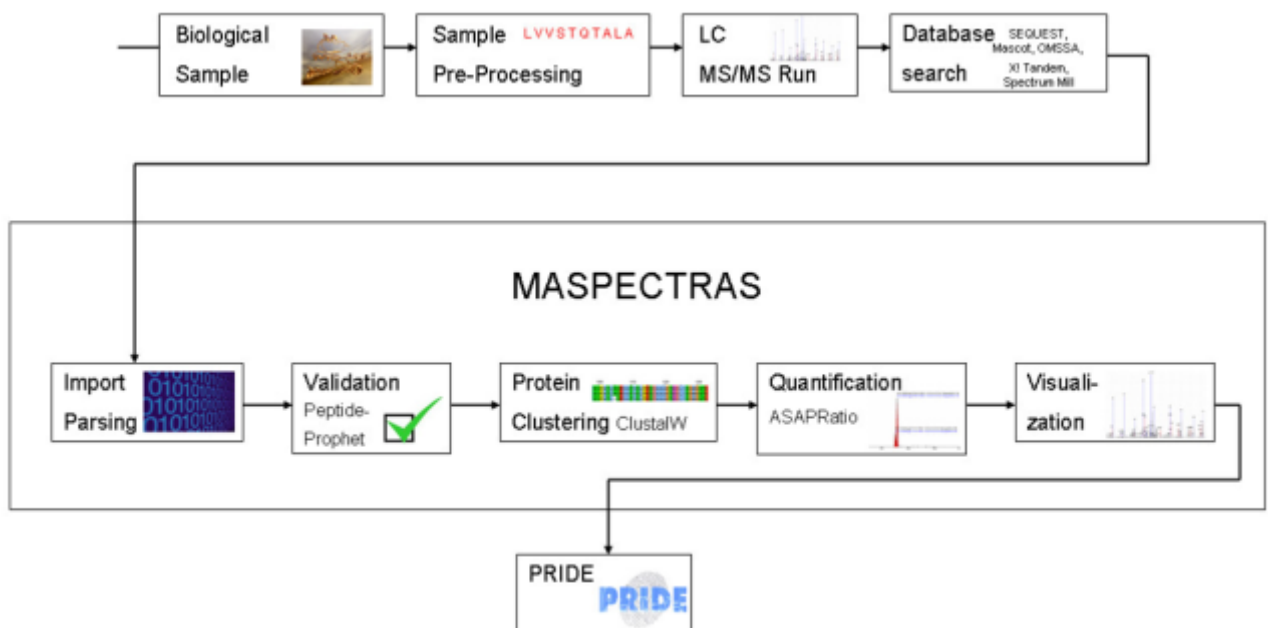 Biological
Sample
Sample LVVSTQTALA
Pre-Processing
LC
MS/MS Run
Database SEQUEST,
Mascot, OMSSA,
search X! Tandem,
Spectrum Mill
MASPECTRAS
Import
Parsing
Validation
Peptide-
Prophet
Protein
Clustering ClustalW
Quantification
ASAPRatio
Visuali-
zation
PRIDE
PRIDE